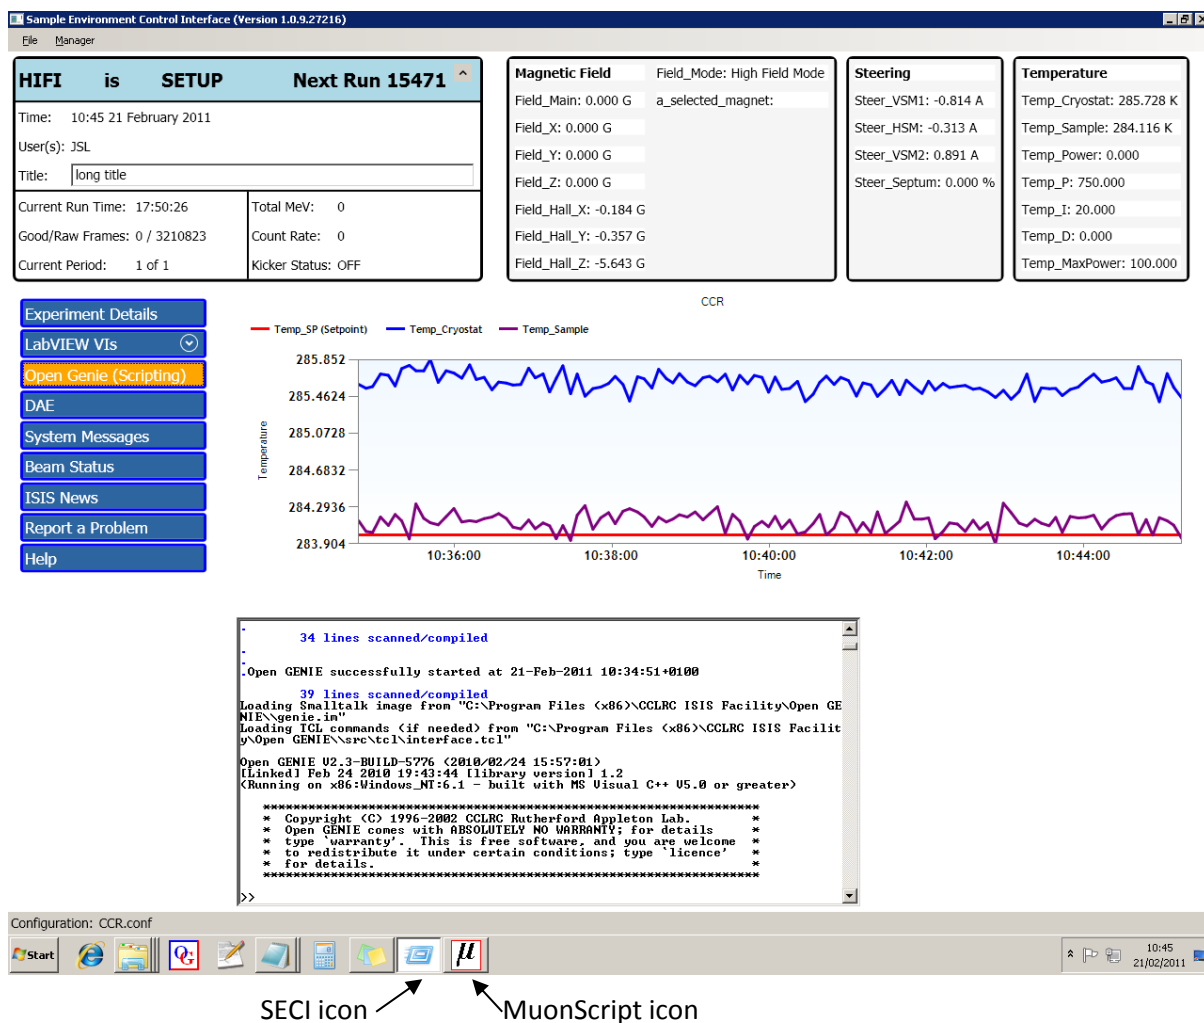 Sample Environment Control Interface (Version 1.0.9.27216)
File Manager
HIFI is SETUP Next Run 15471
Time: 10:45 21 February 2011
User(s): JSL
Title: long title
Current Run Time: 17:50:26
Good/Raw Frames: 0 / 3210823
Current Period: 1 of 1
Total MeV: 0
Count Rate: 0
Kicker Status: OFF
Magnetic Field
Field_Main: 0.000 G
Field_X: 0.000 G
Field_Y: 0.000 G
Field_Z: 0.000 G
Field_Hall_X: -0.184 G
Field_Hall_Y: -0.357 G
Field_Hall_Z: -5.643 G
Field_Mode: High Field Mode
a_selected_magnet:
Steering
Steer_VSM1: -0.814 A
Steer_HSM: -0.313 A
Steer_VSM2: 0.891 A
Steer_Septum: 0.000 %
Temperature
Temp_Cryostat: 285.728 K
Temp_Sample: 284.116 K
Temp_Power: 0.000
Temp_P: 750.000
Temp_I: 20.000
Temp_D: 0.000
Temp_MaxPower: 100.000
Experiment Details
LabVIEW VIs
Open Genie (Scripting)
DAE
System Messages
Beam Status
ISIS News
Report a Problem
Help
CCR
Temp_SP (Setpoint) Temp_Cryostat Temp_Sample
285.852
285.4624
285.0728
284.6832
284.2936
283.904
Temperature
10:36:00 10:38:00 10:40:00 10:42:00 10:44:00
Time
.
34 lines scanned/compiled
.
.
.Open GENIE successfully started at 21-Feb-2011 10:34:51+0100
39 lines scanned/compiled
Loading Smalltalk image from "C:\Program Files (x86)\CCLRC ISIS Facility\Open GE
NIE\\genie.im"
Loading TCL commands (if needed) from "C:\Program Files (x86)\CCLRC ISIS Facilit
y\Open GENIE\\src\tcl\interface.tcl"
Open GENIE V2.3-BUILD-5776 (2010/02/24 15:57:01)
[Linked] Feb 24 2010 19:43:44 [library version] 1.2
(Running on x86:Windows_NT:6.1 - built with MS Visual C++ V5.0 or greater)
*****************************************************************
* Copyright (C) 1996-2002 CCLRC Rutherford Appleton Lab. *
* Open GENIE comes with ABSOLUTELY NO WARRANTY; for details *
* type `warranty'. This is free software, and you are welcome *
* to redistribute it under certain conditions; type `licence' *
* for details. *
*****************************************************************
>>
Configuration: CCR.conf
Start OG μ 10:45
21/02/2011
SECI icon MuonScript icon